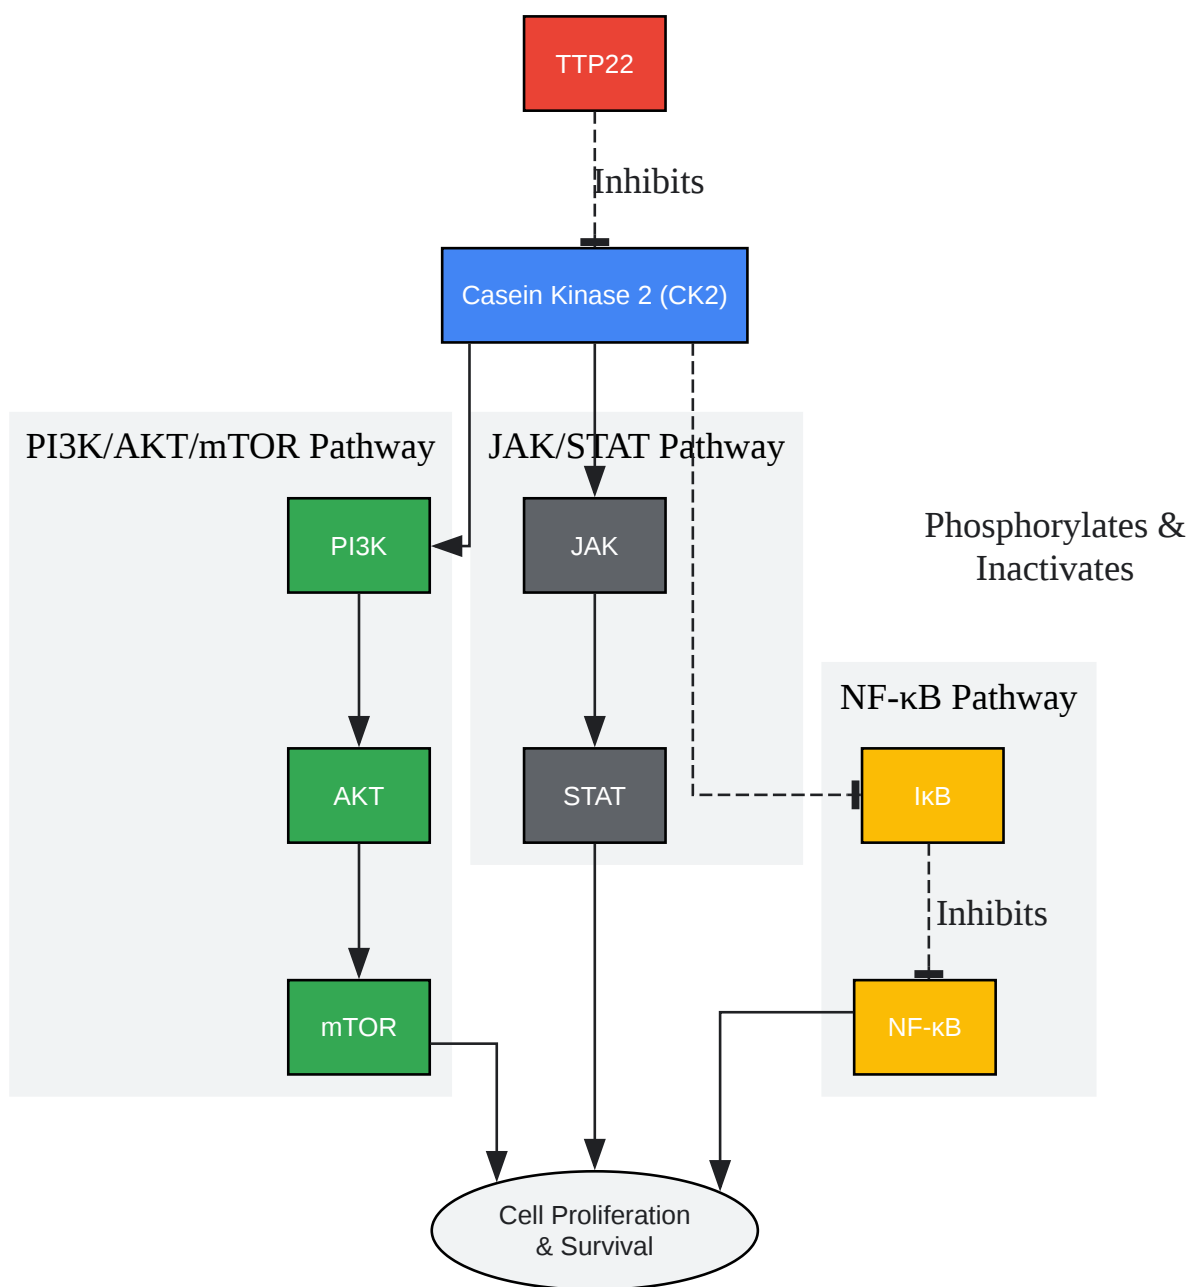 TTP22
Inhibits
Casein Kinase 2 (CK2)
PI3K/AKT/mTOR Pathway
JAK/STAT Pathway
PI3K
JAK
Phosphorylates &
Inactivates
NF-κB Pathway
AKT
STAT
IκB
Inhibits
mTOR
NF-κB
Cell Proliferation
& Survival